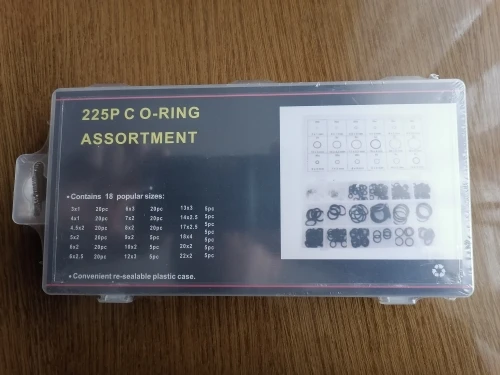 225P C O-RING
ASSORTMENT
• Contains 18 popular sizes:
3x1 20pc 6x3 20pc 13x3 5pc
4x1 20pc 7x2 20pc 14x2.5 5pc
4.5x2 20pc 8x2 20pc 17x2.5 5pc
5x2 20pc 9x2 5pc 18x4 5pc
6x2 20pc 10x2 5pc 20x2 5pc
6x2.5 20pc 12x3 5pc 22x2 5pc
• Convenient re-sealable plastic case.